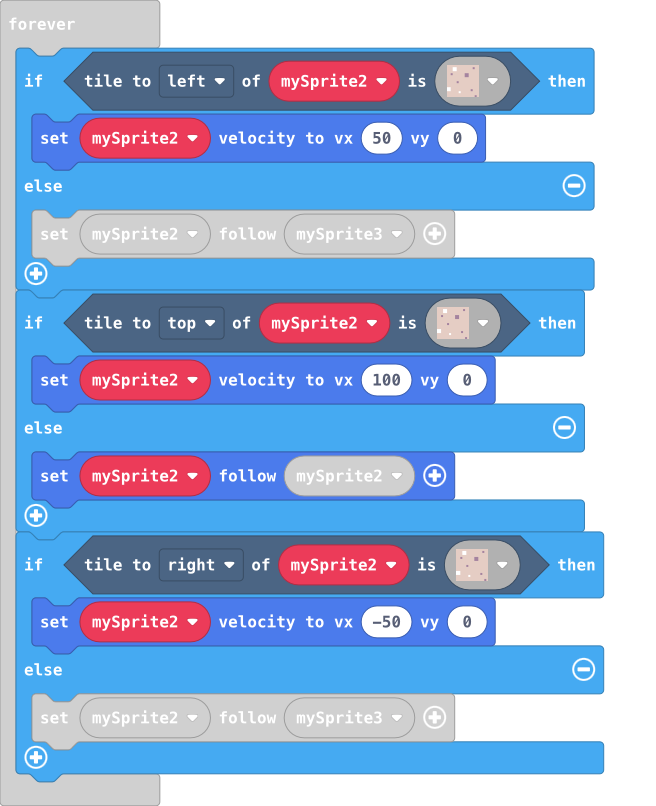 forever
if tile to left of mySprite2 is then
set mySprite2 velocity to vx 50 vy 0
else
set mySprite2 follow mySprite3
if tile to top of mySprite2 is then
set mySprite2 velocity to vx 100 vy 0
else
set mySprite2 follow mySprite2
if tile to right of mySprite2 is then
set mySprite2 velocity to vx -50 vy 0
else
set mySprite2 follow mySprite3